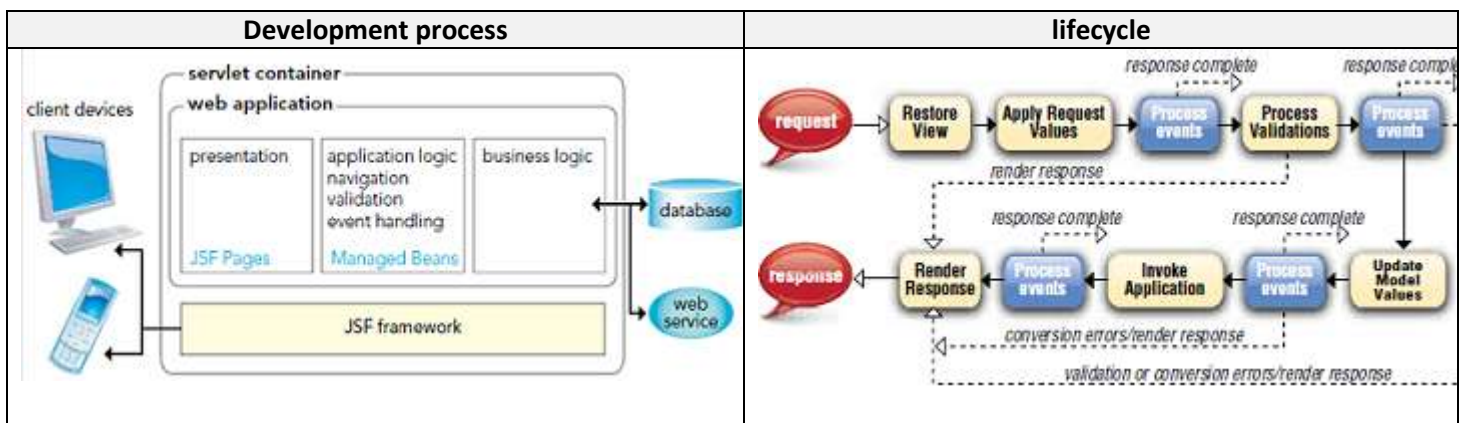 Development process
servlet container
web application
client devices
presentation
JSF Pages
application logic
navigation
validation
event handling
Managed Beans
business logic
database
web
service
JSF framework
lifecycle
response complete
response comple
request
Restore
View
Apply Request
Values
Process
events
Process
Validations
Process
events
render response
response complete
response complete
response
Render
Response
Process
events
Invoke
Application
Process
events
Update
Model
Values
conversion errors/render response
validation or conversion errors/render response